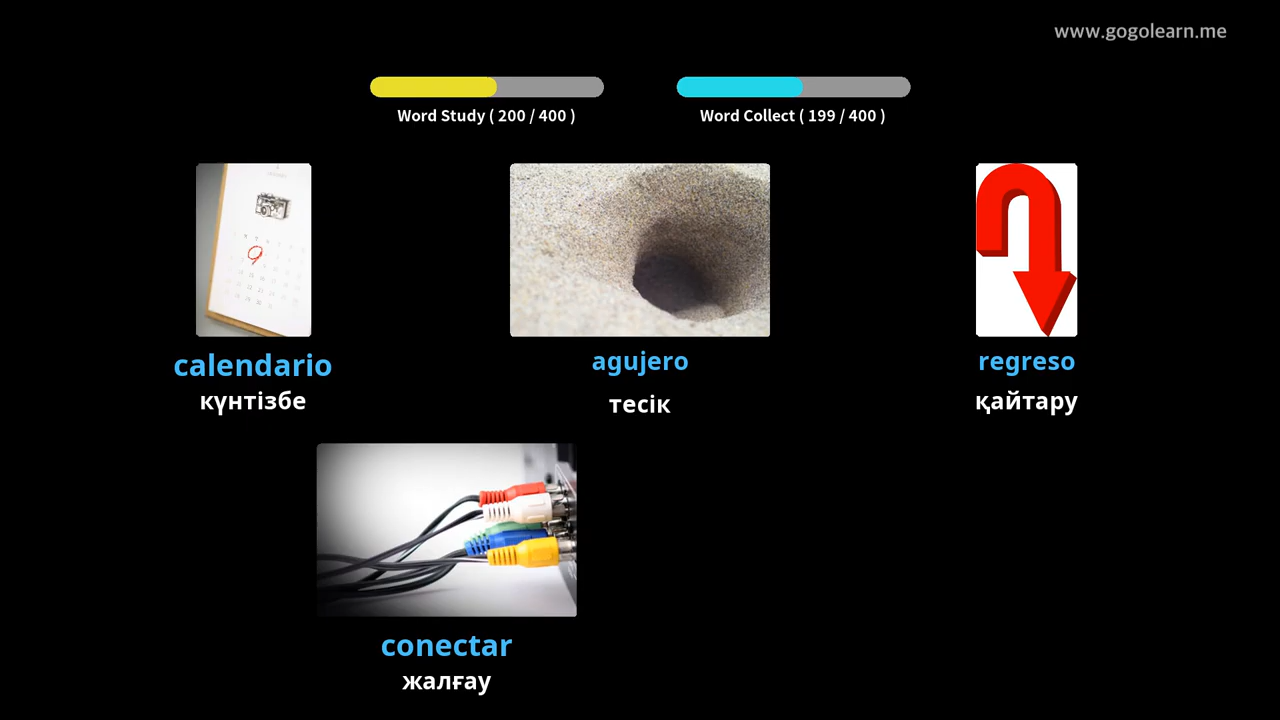 www.gogolearn.me
Word Study ( 200 / 400 )
Word Collect ( 199 / 400 )
calendario
күнтізбе
agujero
тесік
regreso
қайтару
conectar
жалғау